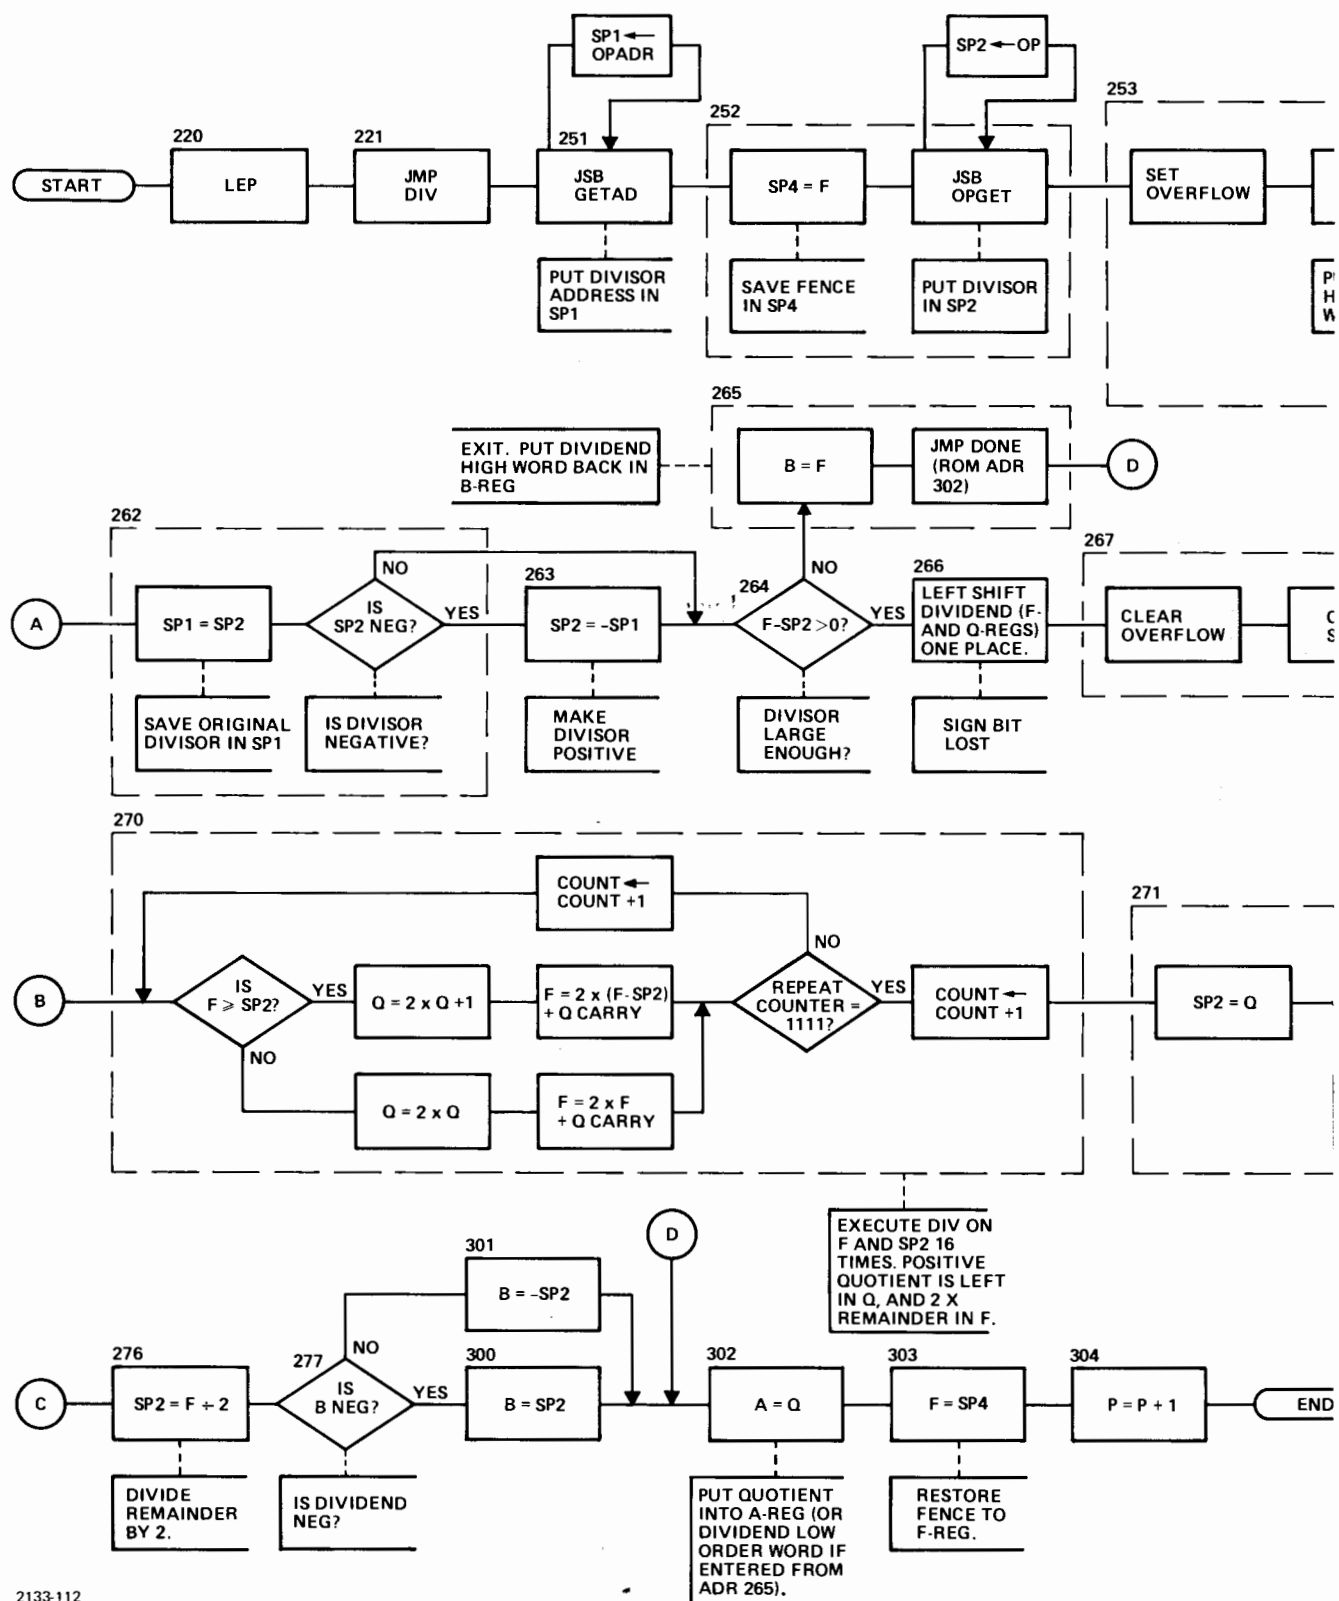 SP1 ←
OPADR
SP2 ← OP
253
252
220
221
251
START
LEP
JMP
DIV
JSB
GETAD
SP4 = F
JSB
OPGET
SET
OVERFLOW
PUT DIVISOR
ADDRESS IN
SP1
SAVE FENCE
IN SP4
PUT DIVISOR
IN SP2
265
EXIT. PUT DIVIDEND
HIGH WORD BACK IN
B-REG
B = F
JMP DONE
(ROM ADR
302)
D
262
NO
263
264
NO
266
267
A
SP1 = SP2
IS
SP2 NEG?
YES
SP2 = -SP1
F-SP2 >0?
YES
LEFT SHIFT
DIVIDEND (F-
AND Q-REGS)
ONE PLACE.
CLEAR
OVERFLOW
SAVE ORIGINAL
DIVISOR IN SP1
IS DIVISOR
NEGATIVE?
MAKE
DIVISOR
POSITIVE
DIVISOR
LARGE
ENOUGH?
SIGN BIT
LOST
270
COUNT ←
COUNT +1
271
NO
B
IS
F ⩾ SP2?
YES
Q = 2 x Q +1
F = 2 x (F-SP2)
+ Q CARRY
REPEAT
COUNTER =
1111?
YES
COUNT ←
COUNT +1
SP2 = Q
NO
Q = 2 x Q
F = 2 x F
+ Q CARRY
EXECUTE DIV ON
F AND SP2 16
TIMES. POSITIVE
QUOTIENT IS LEFT
IN Q, AND 2 X
REMAINDER IN F.
D
301
B = -SP2
276
277
NO
300
302
303
304
C
SP2 = F ÷ 2
IS
B NEG?
YES
B = SP2
A = Q
F = SP4
P = P + 1
END
DIVIDE
REMAINDER
BY 2.
IS DIVIDEND
NEG?
PUT QUOTIENT
INTO A-REG (OR
DIVIDEND LOW
ORDER WORD IF
ENTERED FROM
ADR 265).
RESTORE
FENCE TO
F-REG.
2133-112